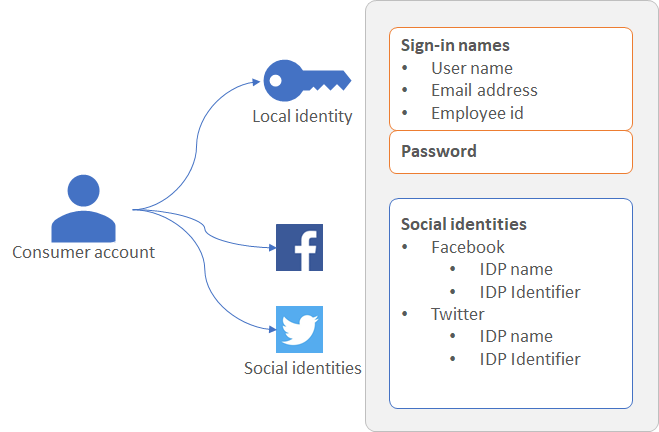 Consumer account
Local identity
Social identities
Sign-in names
• User name
• Email address
• Employee id
Password
Social identities
• Facebook
• IDP name
• IDP Identifier
• Twitter
• IDP name
• IDP Identifier